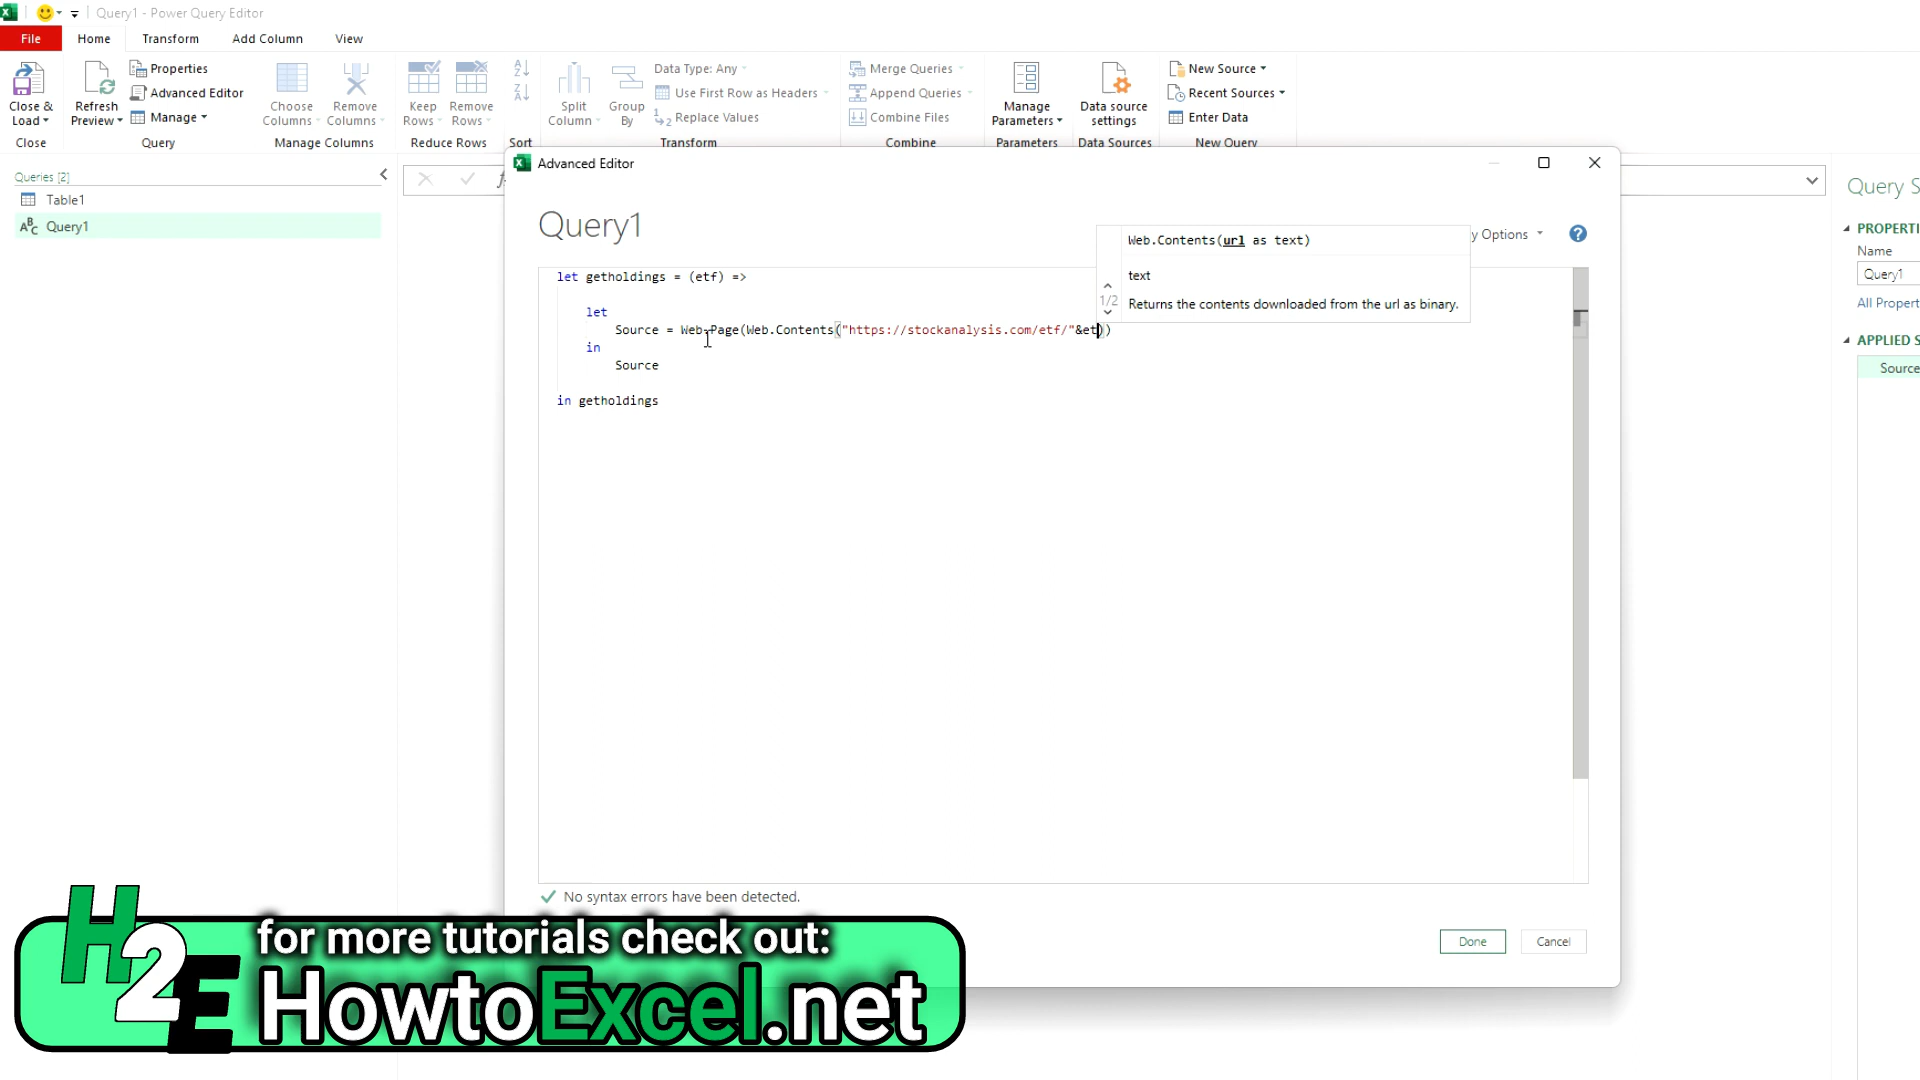 Query1 - Power Query Editor
File Home Transform Add Column View
Close & Load
Refresh Preview
Properties
Advanced Editor
Manage
Choose Columns
Remove Columns
Keep Rows
Remove Rows
Split Column
Group By
Data Type: Any
Use First Row as Headers
Replace Values
Merge Queries
Append Queries
Combine Files
Manage Parameters
Data source settings
New Source
Recent Sources
Enter Data
Close Query Manage Columns Reduce Rows Sort Transform Combine Parameters Data Sources New Query
Queries [2]
Table1
ABC Query1
Advanced Editor
Query1
y Options
Web.Contents(url as text)
text
1/2
Returns the contents downloaded from the url as binary.
let getholdings = (etf) =>
let
Source = Web.Page(Web.Contents("https://stockanalysis.com/etf/"&et))
in
Source
in getholdings
No syntax errors have been detected.
Done Cancel
Query S
PROPERTI
Name
Query1
All Propert
APPLIED S
Source
H2E
for more tutorials check out:
HowtoExcel.net